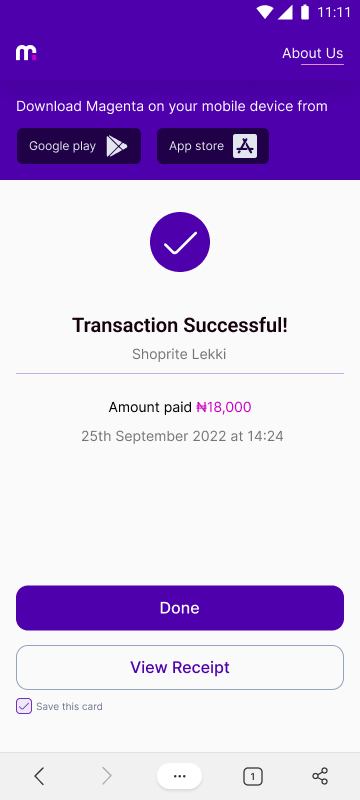 11:11
m.
About Us
Download Magenta on your mobile device from
Google play
App store
Transaction Successful!
Shoprite Lekki
Amount paid ₦18,000
25th September 2022 at 14:24
Done
View Receipt
Save this card
1